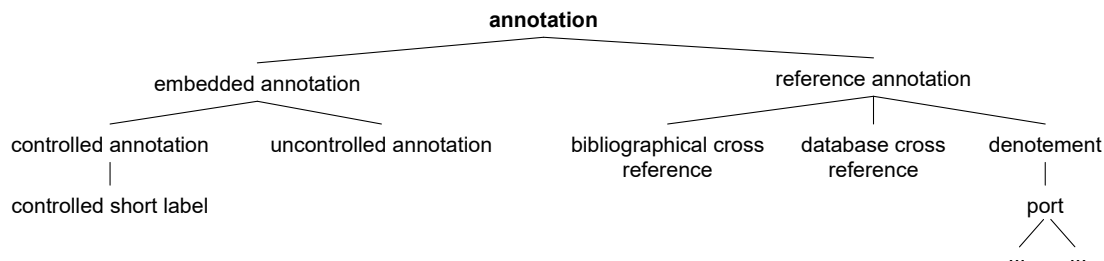 annotation
embedded annotation
reference annotation
controlled annotation
uncontrolled annotation
bibliographical cross
reference
database cross
reference
denotement
controlled short label
port
... ...